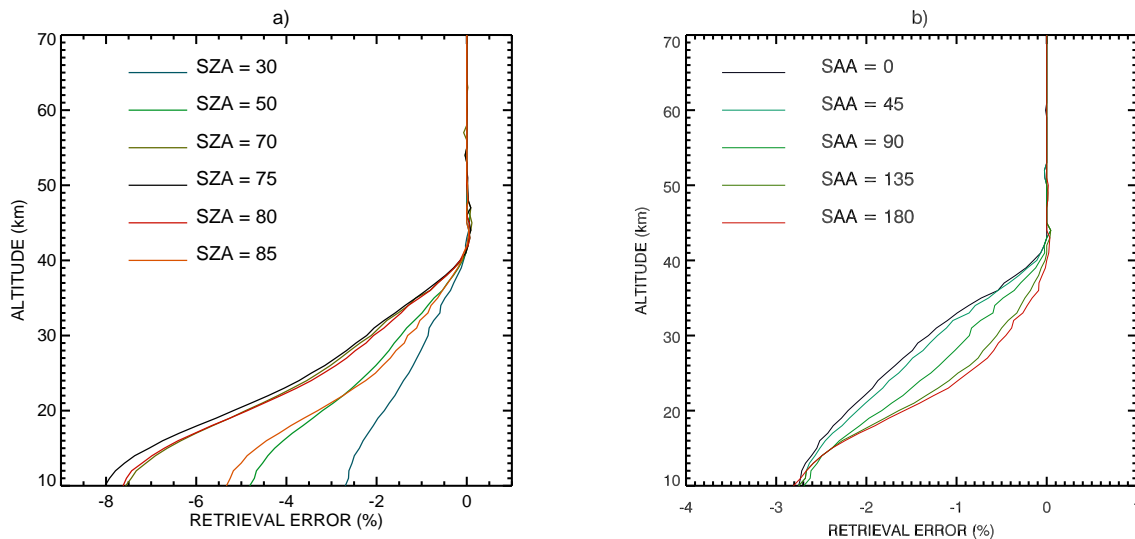 a)
70
60
50
40
30
20
10
ALTITUDE (km)
SZA = 30
SZA = 50
SZA = 70
SZA = 75
SZA = 80
SZA = 85
-8
-6
-4
-2
0
RETRIEVAL ERROR (%)
b)
70
60
50
40
30
20
10
ALTITUDE (km)
SAA = 0
SAA = 45
SAA = 90
SAA = 135
SAA = 180
-4
-3
-2
-1
0
1
RETRIEVAL ERROR (%)